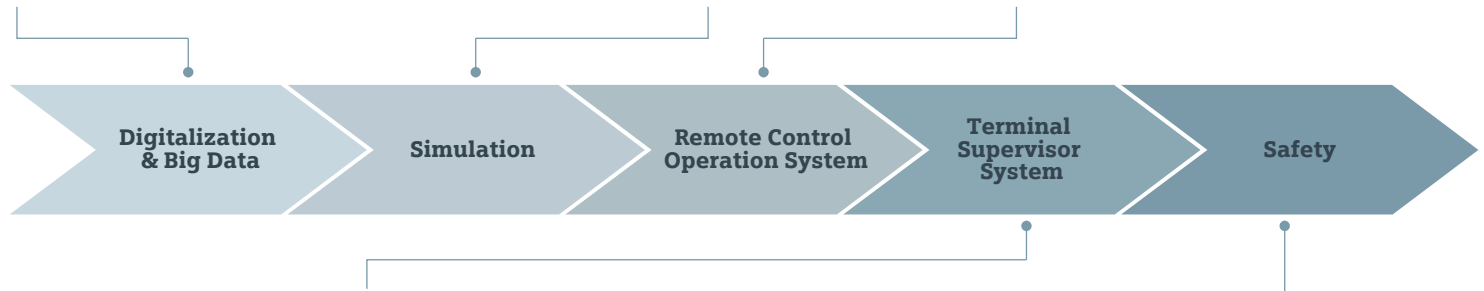 Digitalization
& Big Data
Simulation
Remote Control
Operation System
Terminal
Supervisor
System
Safety